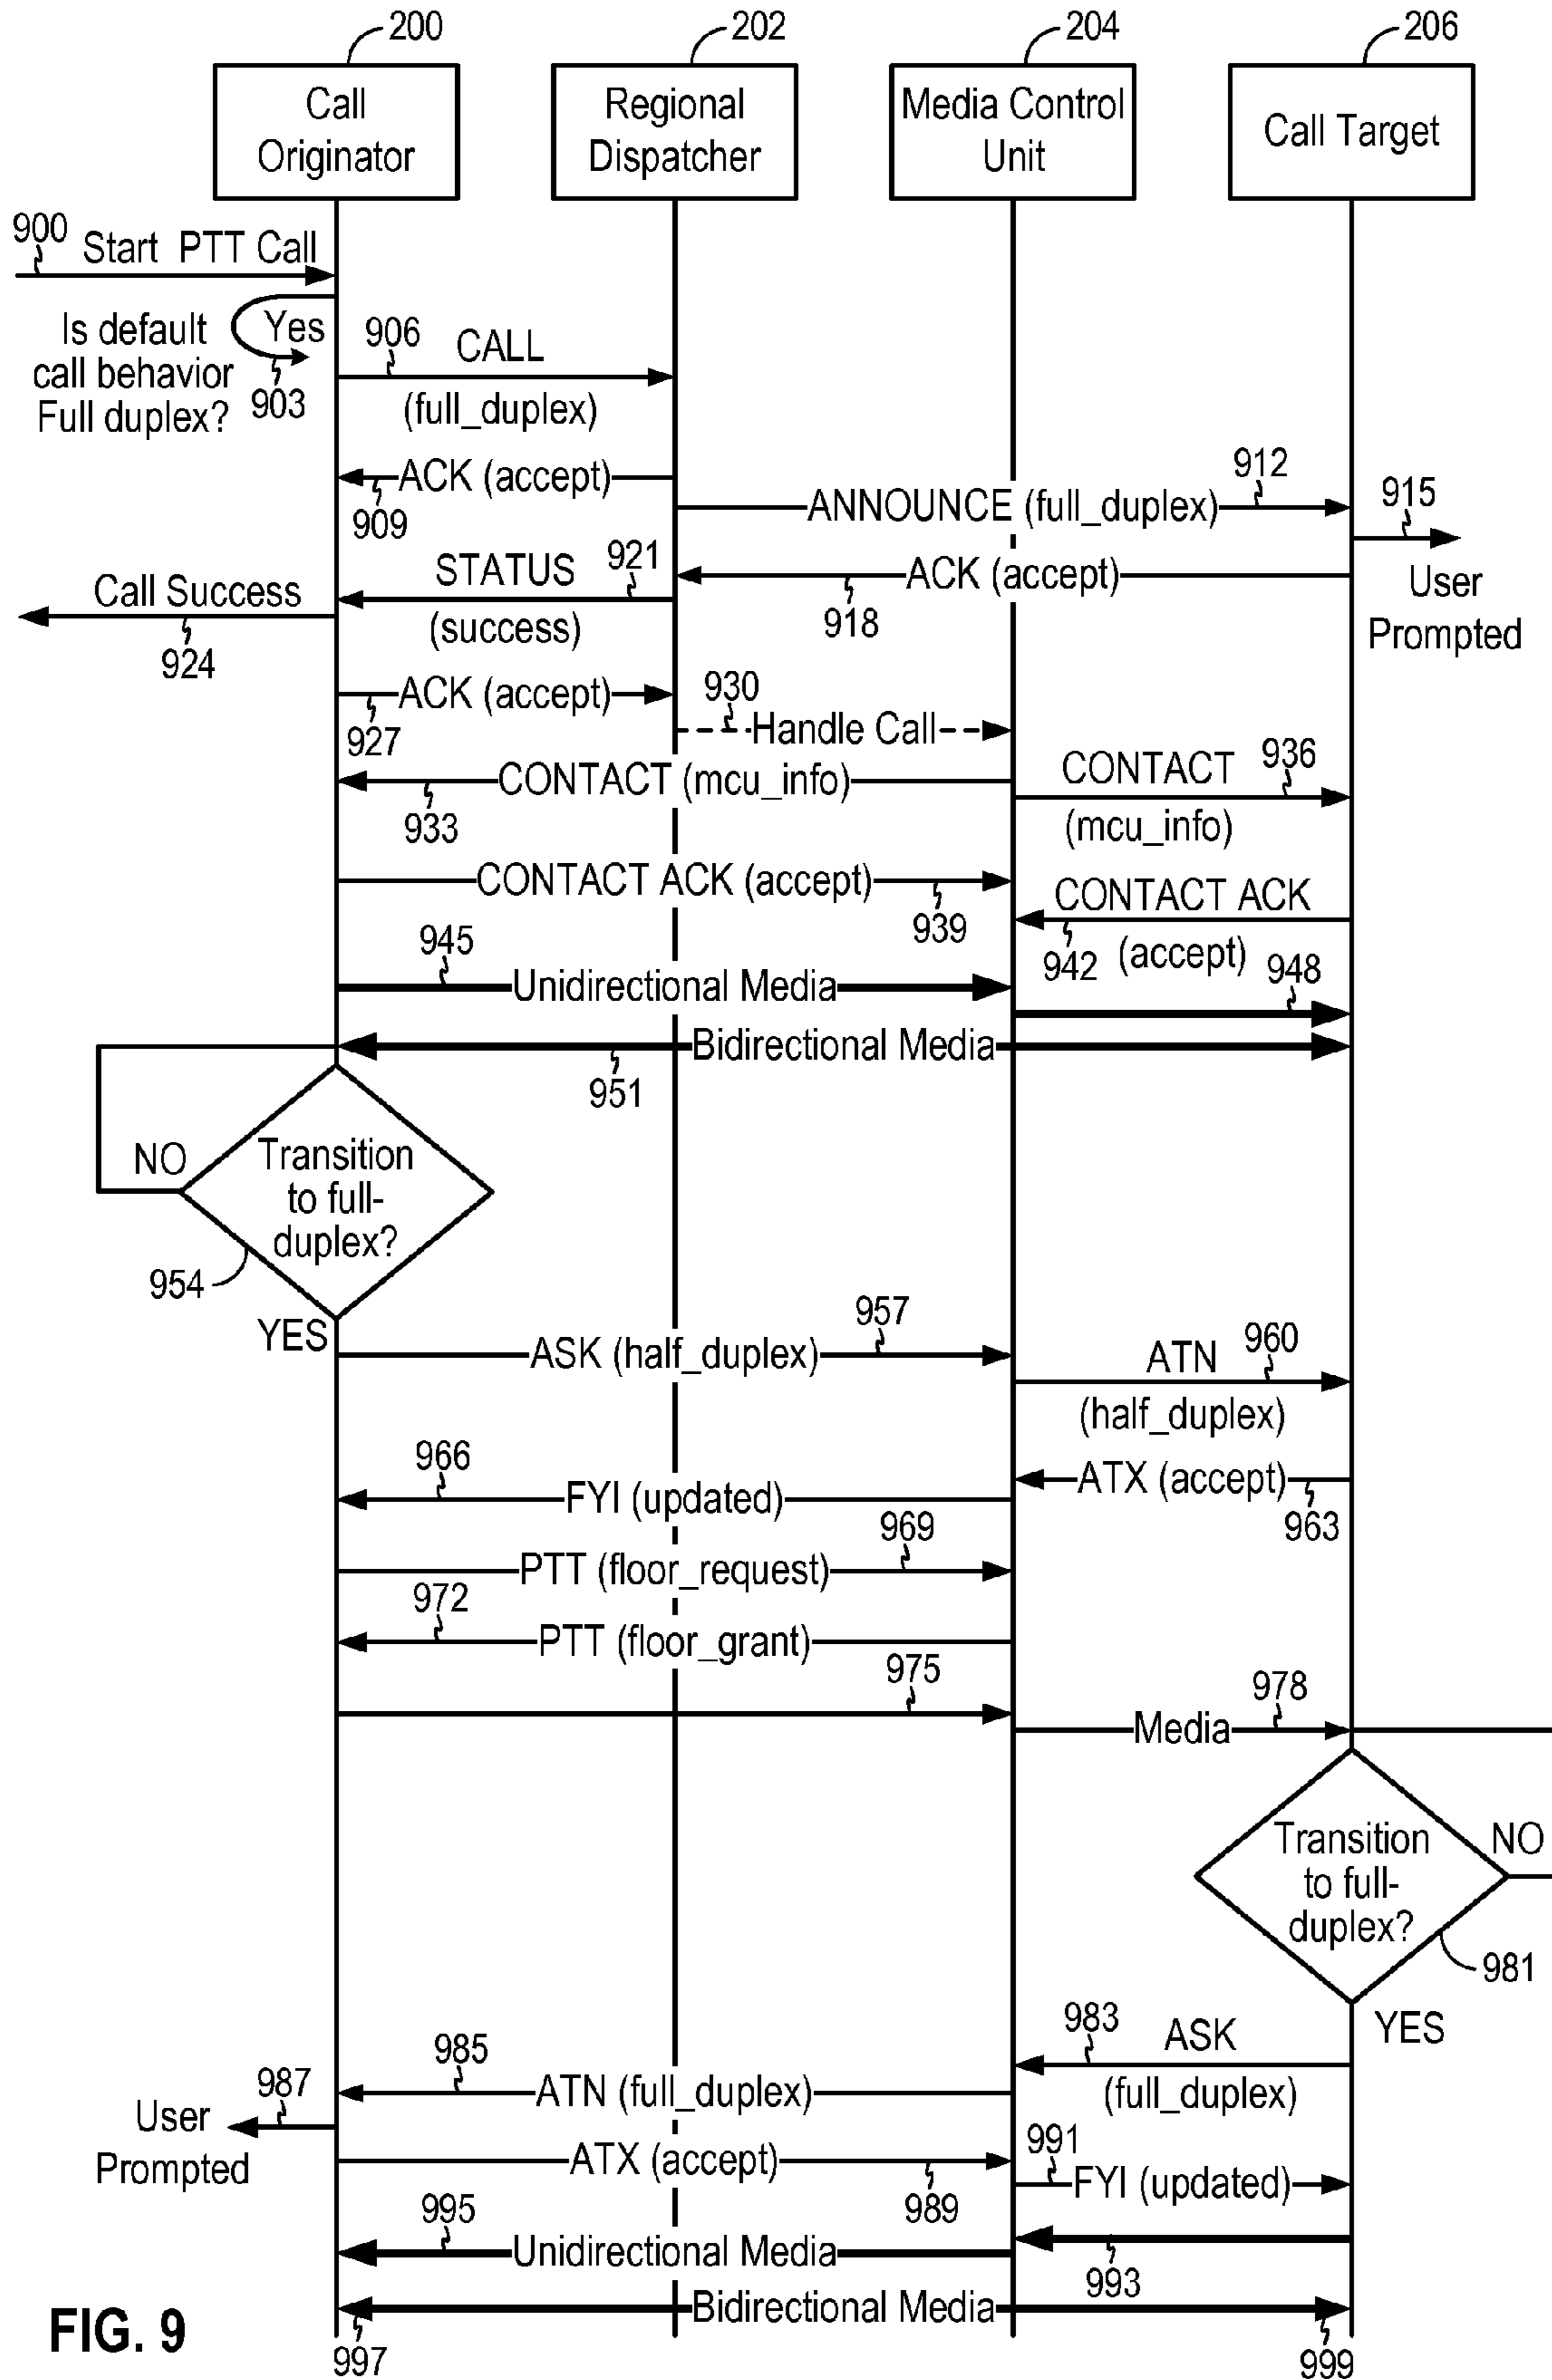 200
202
204
206
Call
Originator
Regional
Dispatcher
Media Control
Unit
Call Target
900
Start PTT Call
Is default
call behavior
Full duplex?
Yes
903
906
CALL
(full_duplex)
ACK (accept)
909
912
ANNOUNCE (full_duplex)
915
User
Prompted
ACK (accept)
918
921
STATUS
(success)
Call Success
924
ACK (accept)
927
930
Handle Call
CONTACT (mcu_info)
933
CONTACT
936
(mcu_info)
CONTACT ACK (accept)
939
CONTACT ACK
942
(accept)
945
Unidirectional Media
948
Bidirectional Media
951
NO
Transition
to full-
duplex?
954
YES
957
ASK (half_duplex)
960
ATN
(half_duplex)
ATX (accept)
963
966
FYI (updated)
969
PTT (floor_request)
972
PTT (floor_grant)
975
978
Media
Transition
to full-
duplex?
NO
981
YES
983
ASK
(full_duplex)
985
ATN (full_duplex)
987
User
Prompted
ATX (accept)
989
991
FYI (updated)
993
995
Unidirectional Media
Bidirectional Media
997
999
FIG. 9